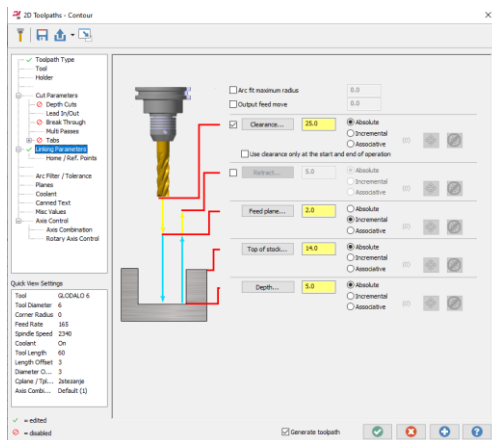 2D Toolpaths - Contour
Toolpath Type
Tool
Holder
Cut Parameters
Depth Cuts
Lead In/Out
Break Through
Multi Passes
Tabs
Linking Parameters
Home / Ref. Points
Arc Filter / Tolerance
Planes
Coolant
Canned Text
Misc Values
Axis Control
Axis Combination
Rotary Axis Control
Quick View Settings
Tool GLODALO 6
Tool Diameter 6
Corner Radius 0
Feed Rate 165
Spindle Speed 2340
Coolant On
Tool Length 60
Length Offset 3
Diameter O... 3
Cplane / Tpl... 2stezanje
Axis Combi... Default (1)
= edited
= disabled
Arc fit maximum radius 0.0
Output feed move 0.0
Clearance... 25.0 Absolute
Incremental
Associative (0)
Use clearance only at the start and end of operation
Retract... 5.0 Absolute
Incremental
Associative (0)
Feed plane... 2.0 Absolute
Incremental
Associative (0)
Top of stock... 14.0 Absolute
Incremental
Associative (0)
Depth... 5.0 Absolute
Incremental
Associative (0)
Generate toolpath